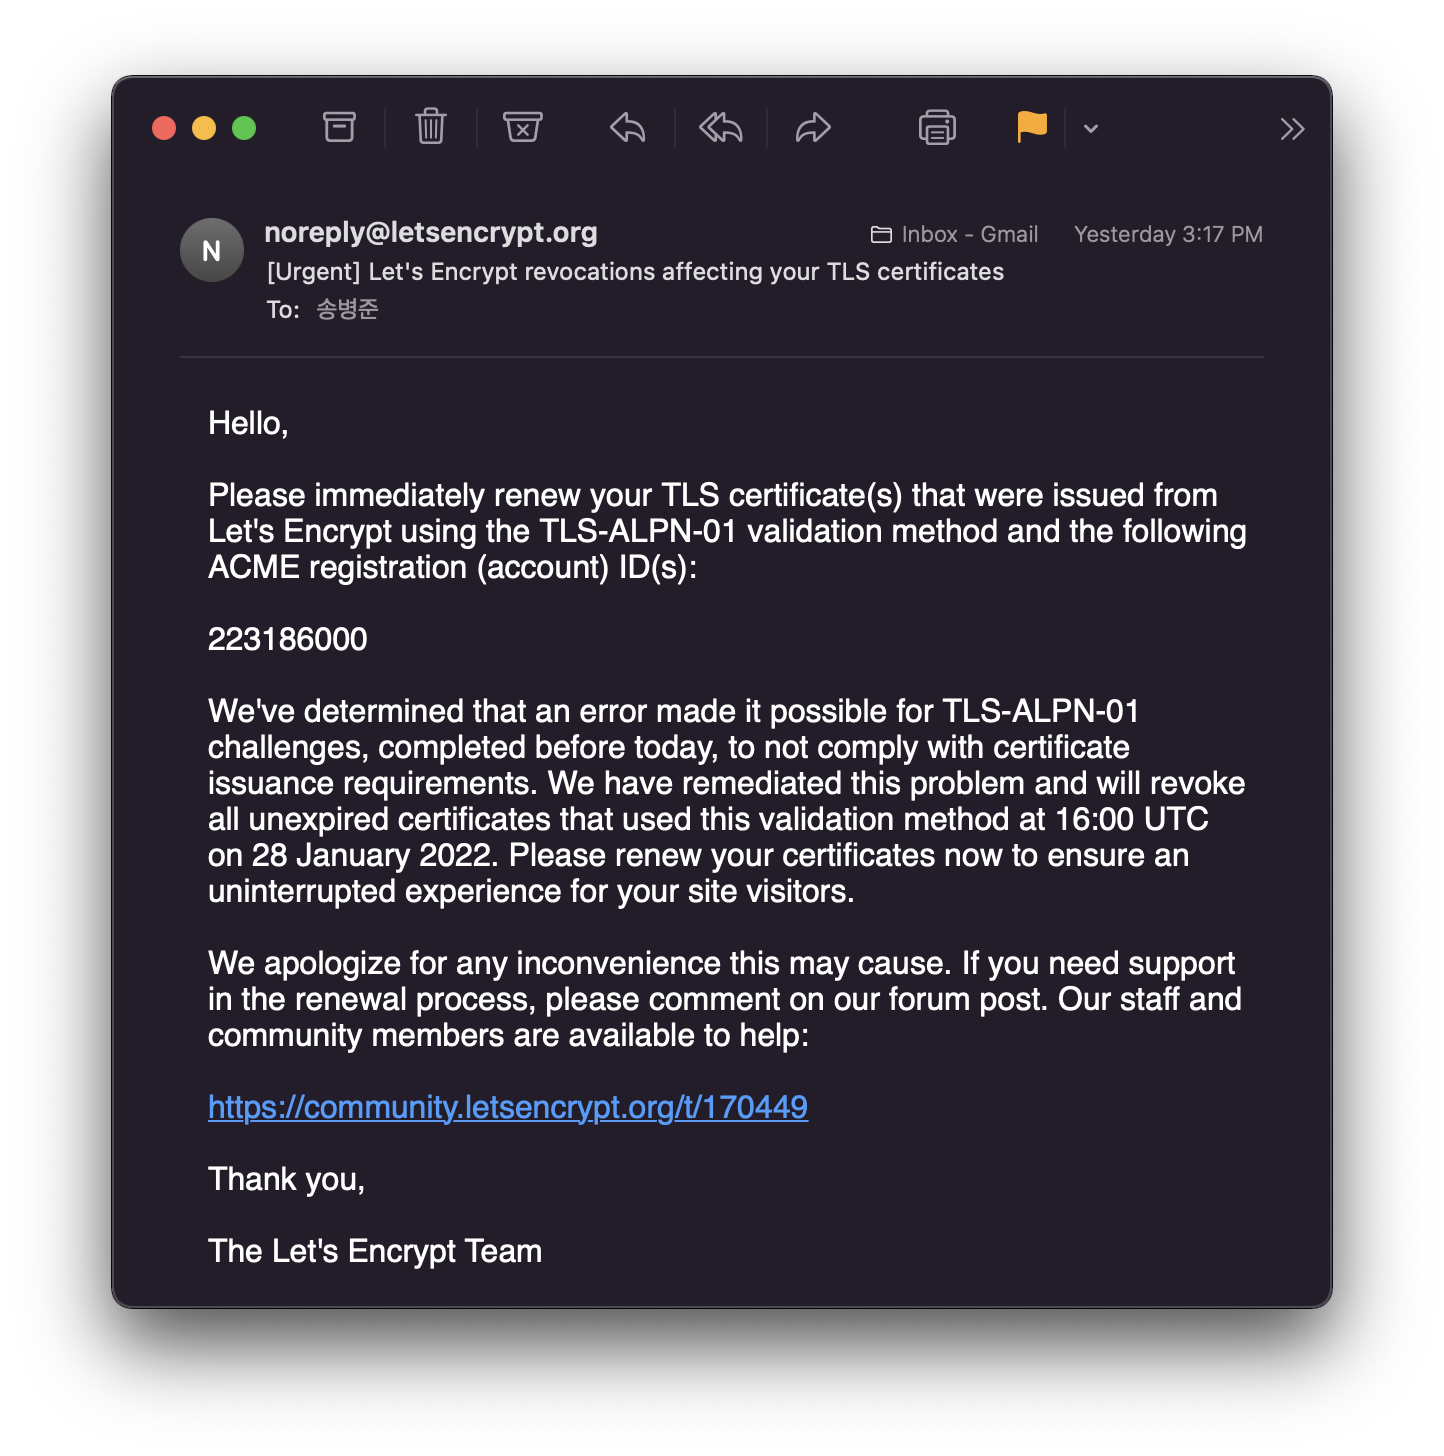 N
noreply@letsencrypt.org
Inbox - Gmail
Yesterday 3:17 PM
[Urgent] Let's Encrypt revocations affecting your TLS certificates
To: 송병준
Hello,
Please immediately renew your TLS certificate(s) that were issued from
Let's Encrypt using the TLS-ALPN-01 validation method and the following
ACME registration (account) ID(s):
223186000
We've determined that an error made it possible for TLS-ALPN-01
challenges, completed before today, to not comply with certificate
issuance requirements. We have remediated this problem and will revoke
all unexpired certificates that used this validation method at 16:00 UTC
on 28 January 2022. Please renew your certificates now to ensure an
uninterrupted experience for your site visitors.
We apologize for any inconvenience this may cause. If you need support
in the renewal process, please comment on our forum post. Our staff and
community members are available to help:
https://community.letsencrypt.org/t/170449
Thank you,
The Let's Encrypt Team